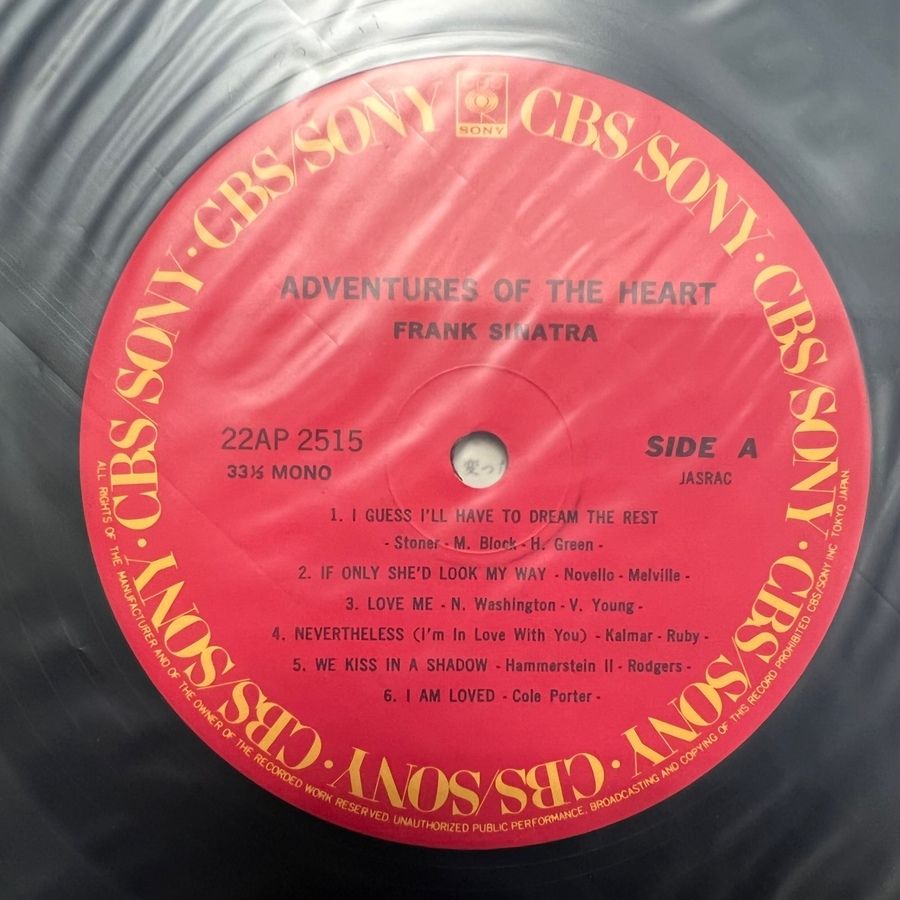 CBS/SONY · CBS/SONY · CBS/SONY · CBS/SONY · CBS/SONY · CBS/SONY · CBS/SONY · CBS/SONY
SONY
ADVENTURES OF THE HEART
FRANK SINATRA
22AP 2515
SIDE A
33⅓ MONO
JASRAC
変っ
1. I GUESS I'LL HAVE TO DREAM THE REST
- Stoner - M. Block - H. Green -
2. IF ONLY SHE'D LOOK MY WAY - Novello - Melville -
3. LOVE ME - N. Washington - V. Young -
4. NEVERTHELESS (I'm In Love With You) - Kalmar - Ruby -
5. WE KISS IN A SHADOW - Hammerstein II - Rodgers -
6. I AM LOVED - Cole Porter -
ALL RIGHTS OF THE MANUFACTURER AND OF THE OWNER OF THE RECORDED WORK RESERVED UNAUTHORIZED PUBLIC PERFORMANCE, BROADCASTING AND COPYING OF THIS RECORD PROHIBITED CBS/SONY INC TOKYO JAPAN